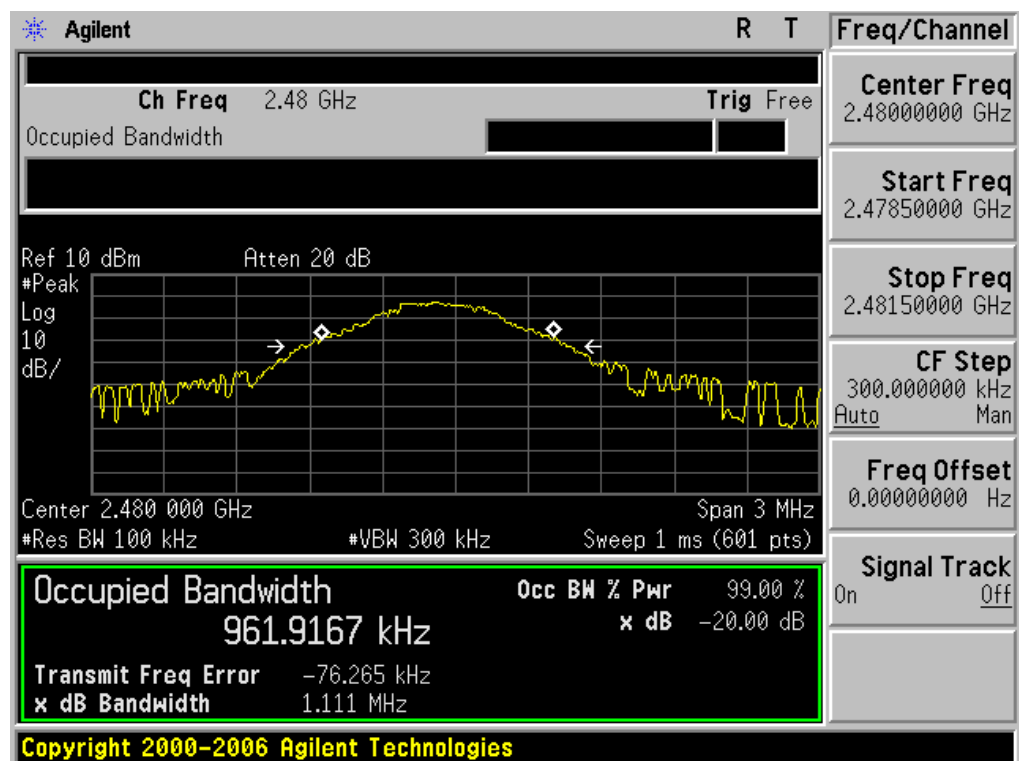 Agilent R T
Freq/Channel
Ch Freq 2.48 GHz Trig Free
Occupied Bandwidth
Ref 10 dBm Atten 20 dB
#Peak
Log
10
dB/
Center 2.480 000 GHz Span 3 MHz
#Res BW 100 kHz #VBW 300 kHz Sweep 1 ms (601 pts)
Occupied Bandwidth
961.9167 kHz
Occ BW % Pwr 99.00 %
x dB -20.00 dB
Transmit Freq Error -76.265 kHz
x dB Bandwidth 1.111 MHz
Center Freq
2.48000000 GHz
Start Freq
2.47850000 GHz
Stop Freq
2.48150000 GHz
CF Step
300.000000 kHz
Auto Man
Freq Offset
0.00000000 Hz
Signal Track
On Off
Copyright 2000-2006 Agilent Technologies